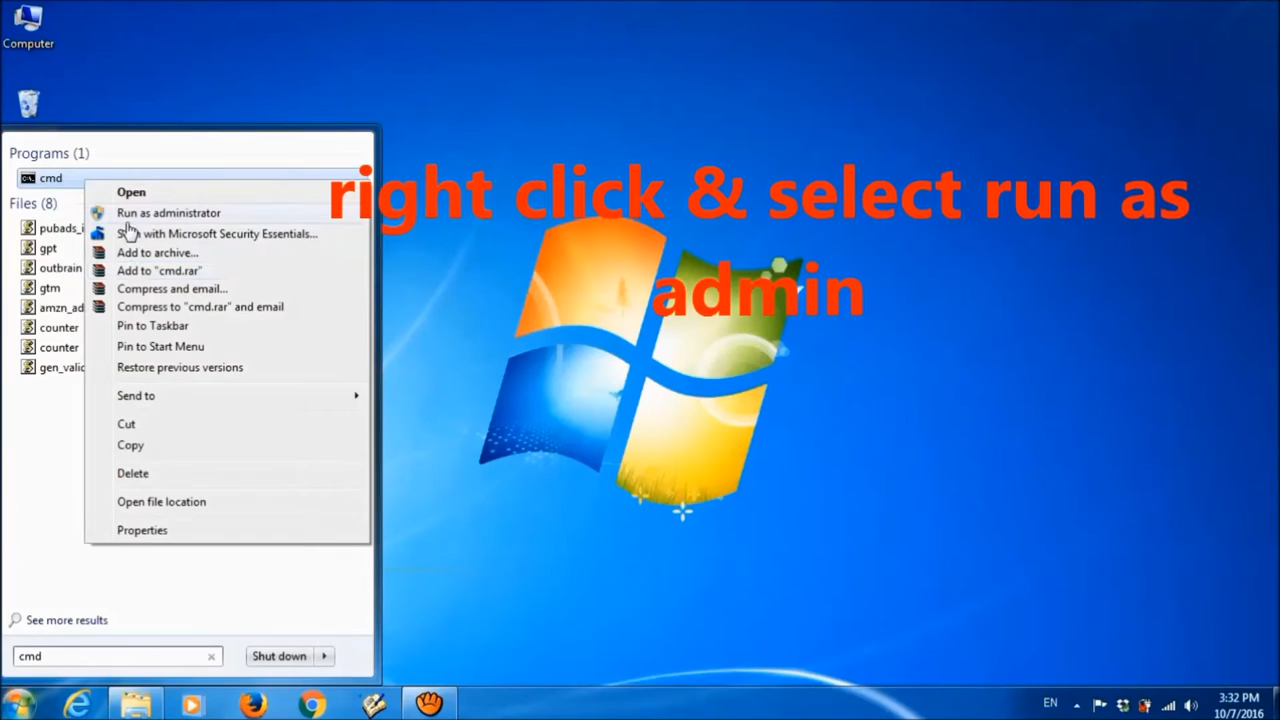 Computer
Programs (1)
cmd
Files (8)
pubads_i
gpt
outbrain
gtm
amzn_ad
counter
counter
gen_valid
Open
Run as administrator
with Microsoft Security Essentials...
Add to archive...
Add to "cmd.rar"
Compress and email...
Compress to "cmd.rar" and email
Pin to Taskbar
Pin to Start Menu
Restore previous versions
Send to
Cut
Copy
Delete
Open file location
Properties
right click & select run as
admin
See more results
cmd
Shut down
EN
3:32 PM
10/7/2016